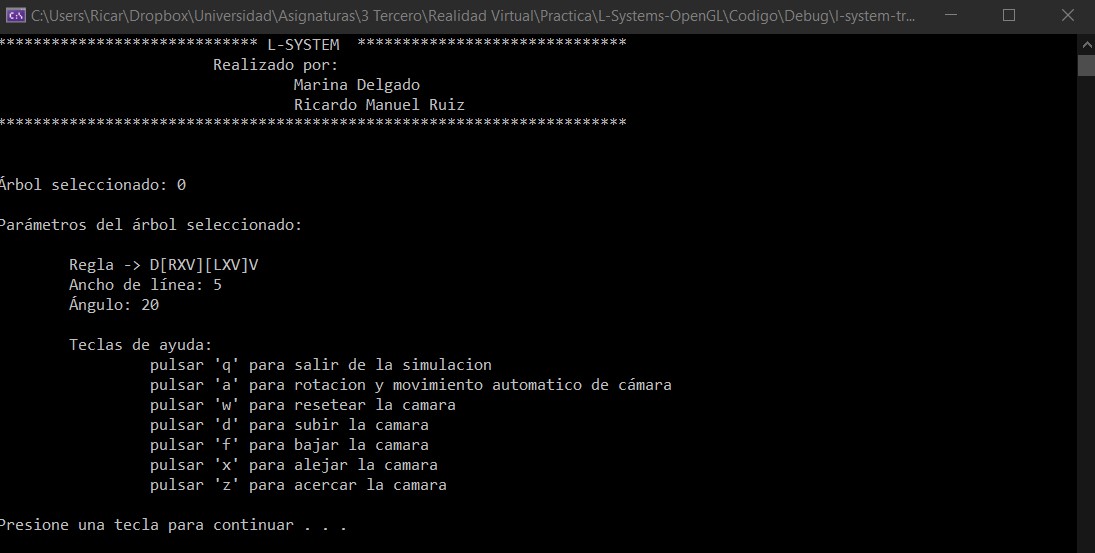 C:\Users\Ricar\Dropbox\Universidad\Asignaturas\3 Tercero\Realidad Virtual\Practica\L-Systems-OpenGL\Codigo\Debug\l-system-tr...
***************************** L-SYSTEM  ******************************
Realizado por:
Marina Delgado
Ricardo Manuel Ruiz
**********************************************************************
Árbol seleccionado: 0
Parámetros del árbol seleccionado:
Regla -> D[RXV][LXV]V
Ancho de línea: 5
Ángulo: 20
Teclas de ayuda:
pulsar 'q' para salir de la simulacion
pulsar 'a' para rotacion y movimiento automatico de cámara
pulsar 'w' para resetear la camara
pulsar 'd' para subir la camara
pulsar 'f' para bajar la camara
pulsar 'x' para alejar la camara
pulsar 'z' para acercar la camara
Presione una tecla para continuar . . .